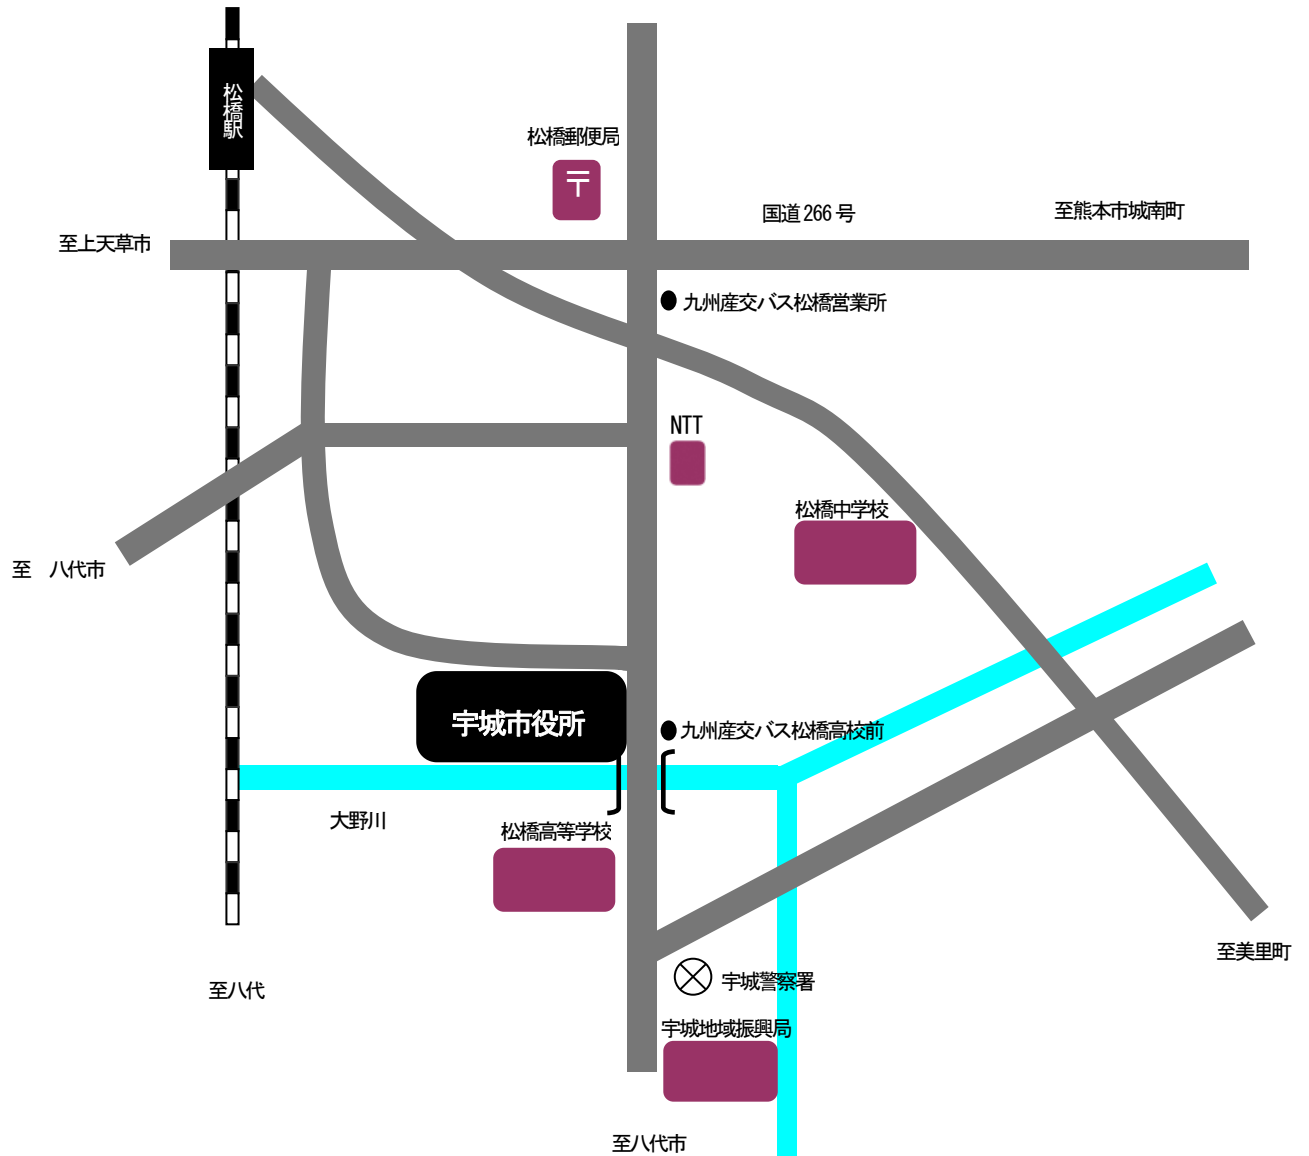 松橋駅
松橋郵便局
〒
国道266号
至熊本市城南町
至上天草市
九州産交バス松橋営業所
NTT
松橋中学校
至　八代市
宇城市役所
九州産交バス松橋高校前
大野川
松橋高等学校
至美里町
宇城警察署
至八代
宇城地域振興局
至八代市